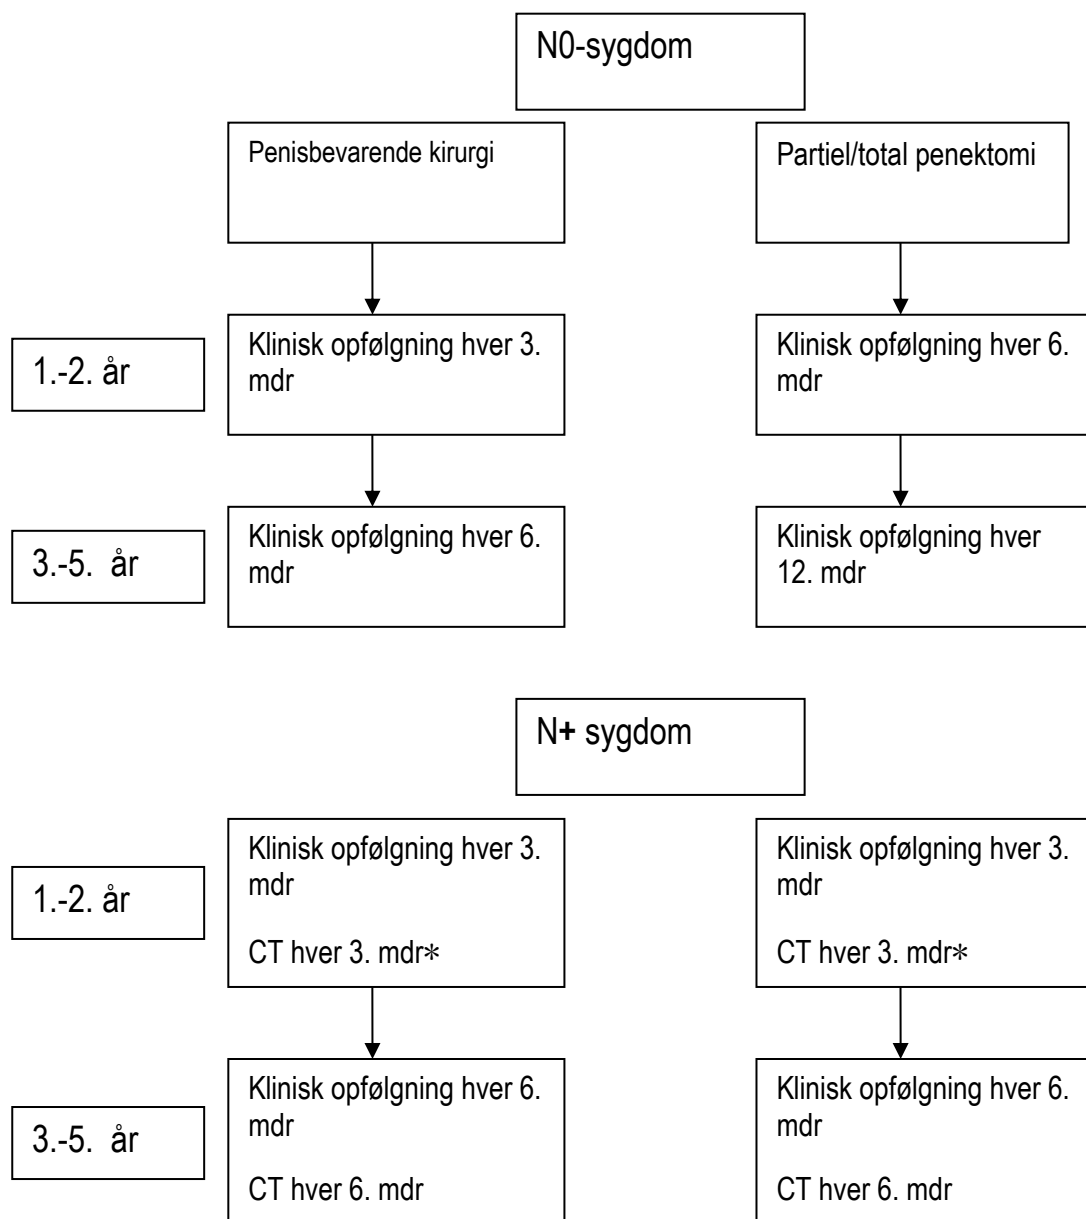 N0-sygdom
Penisbevarende kirurgi
Partiel/total penektomi
1.-2. år
Klinisk opfølgning hver 3.
mdr
Klinisk opfølgning hver 6.
mdr
3.-5. år
Klinisk opfølgning hver 6.
mdr
Klinisk opfølgning hver
12. mdr
N+ sygdom
1.-2. år
Klinisk opfølgning hver 3.
mdr
CT hver 3. mdr*
Klinisk opfølgning hver 3.
mdr
CT hver 3. mdr*
3.-5. år
Klinisk opfølgning hver 6.
mdr
CT hver 6. mdr
Klinisk opfølgning hver 6.
mdr
CT hver 6. mdr